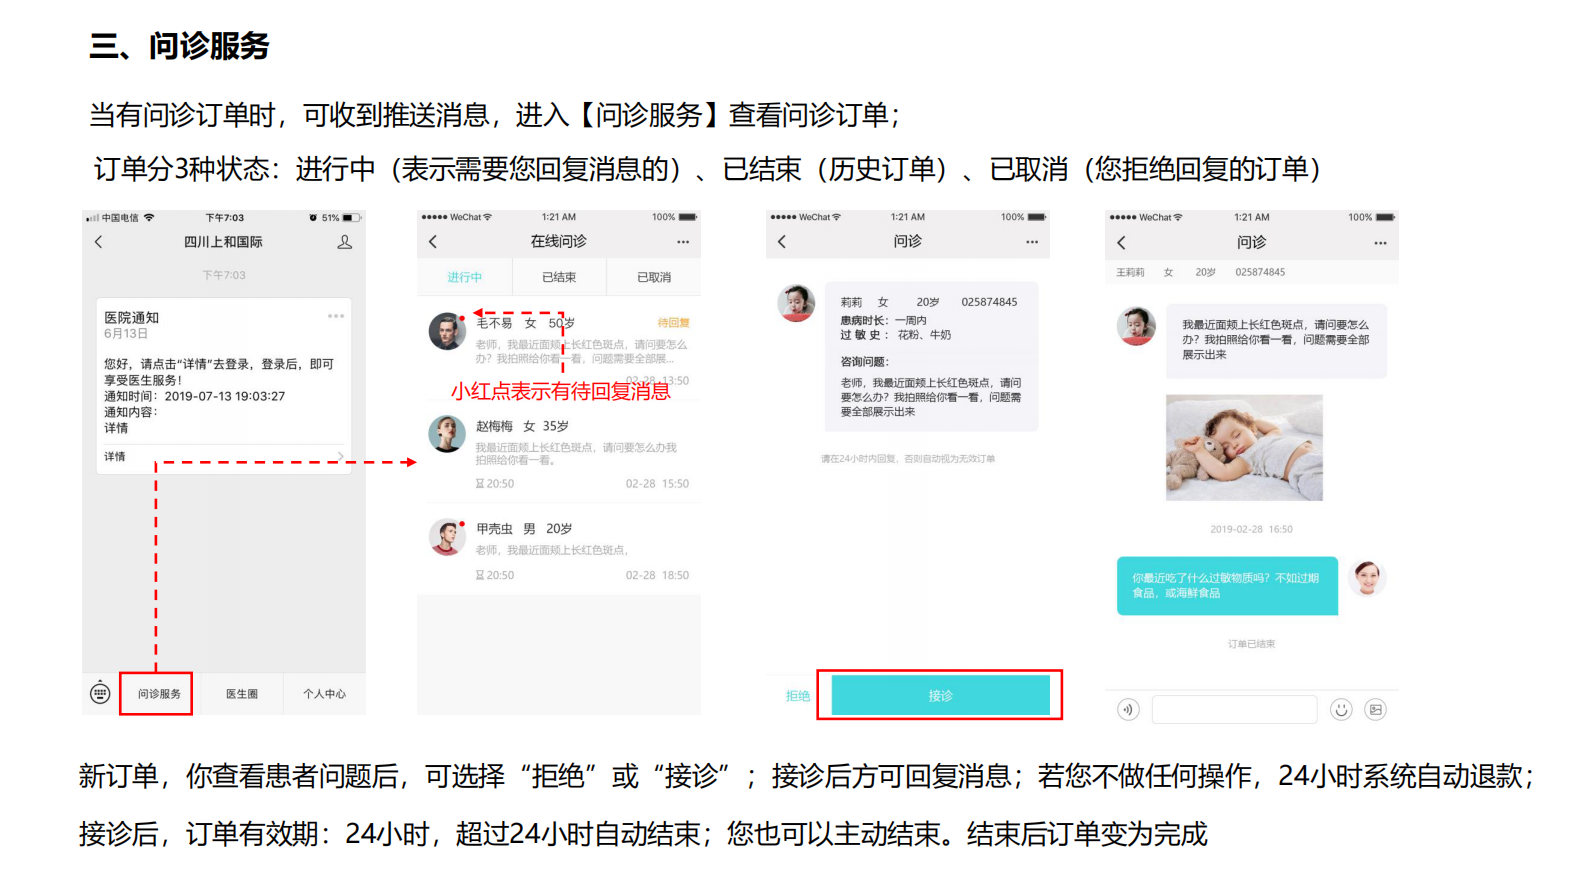 三、问诊服务
当有问诊订单时，可收到推送消息，进入【问诊服务】查看问诊订单；
订单分3种状态：进行中（表示需要您回复消息的）、已结束（历史订单）、已取消（您拒绝回复的订单）
中国电信 下午7:03 51%
四川上和国际
下午7:03
医院通知
6月13日
您好，请点击“详情”去登录，登录后，即可
享受医生服务！
通知时间：2019-07-13 19:03:27
通知内容：
详情
详情
问诊服务 医生圈 个人中心
WeChat 1:21 AM 100%
在线问诊
进行中 已结束 已取消
毛不易 女 50岁 待回复
老师，我最近面颊上长红色斑点，请问要怎么
办？我拍照给你看一看，问题需要全部展...
02-28 13:50
小红点表示有待回复消息
赵梅梅 女 35岁
我最近面颊上长红色斑点，请问要怎么办我
拍照给你看一看。
20:50 02-28 15:50
甲壳虫 男 20岁
老师，我最近面颊上长红色斑点，
20:50 02-28 18:50
WeChat 1:21 AM 100%
问诊
莉莉 女 20岁 025874845
患病时长：一周内
过 敏 史： 花粉、牛奶
咨询问题：
老师，我最近面颊上长红色斑点，请问
要怎么办？我拍照给你看一看，问题需
要全部展示出来
请在24小时内回复，否则自动视为无效订单
拒绝 接诊
WeChat 1:21 AM 100%
问诊
王莉莉 女 20岁 025874845
我最近面颊上长红色斑点，请问要怎么
办？我拍照给你看一看，问题需要全部
展示出来
2019-02-28 16:50
你最近吃了什么过敏物质吗？不如过期
食品，或海鲜食品
订单已结束
新订单，你查看患者问题后，可选择“拒绝”或“接诊”；接诊后方可回复消息；若您不做任何操作，24小时系统自动退款；
接诊后，订单有效期：24小时，超过24小时自动结束；您也可以主动结束。结束后订单变为完成